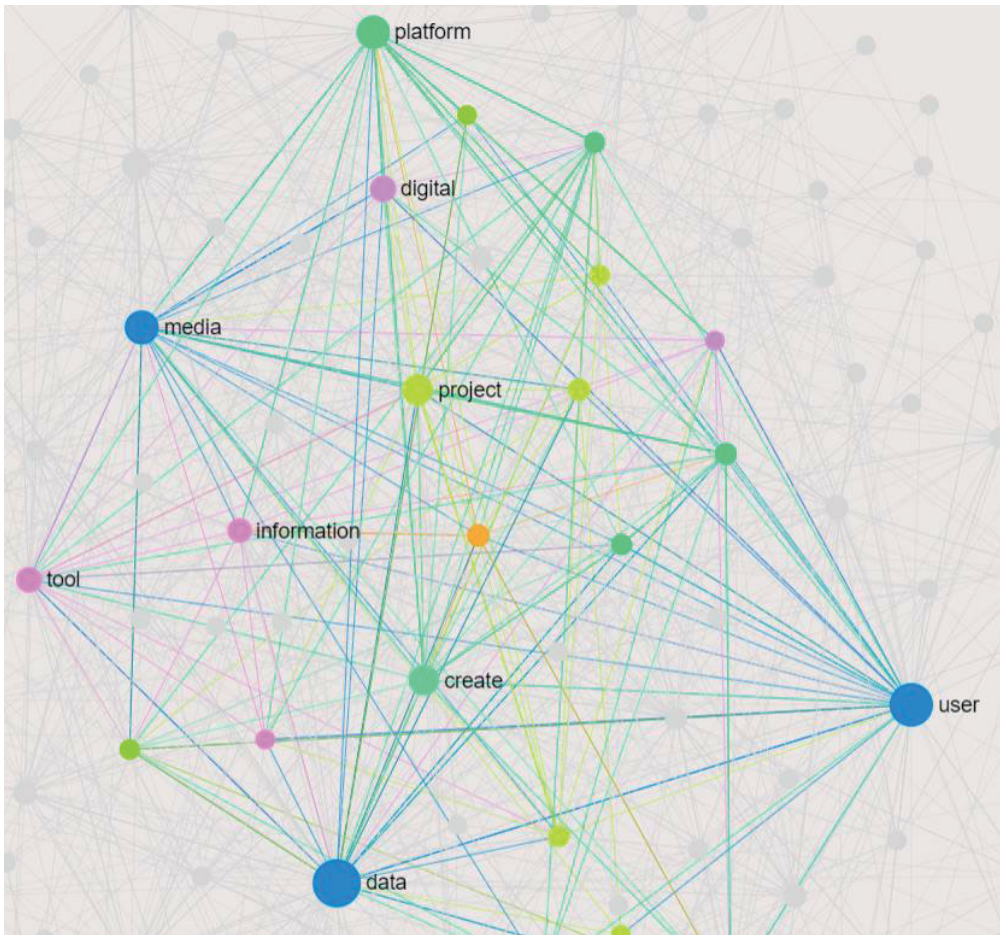 platform
digital
media
project
information
tool
create
user
data